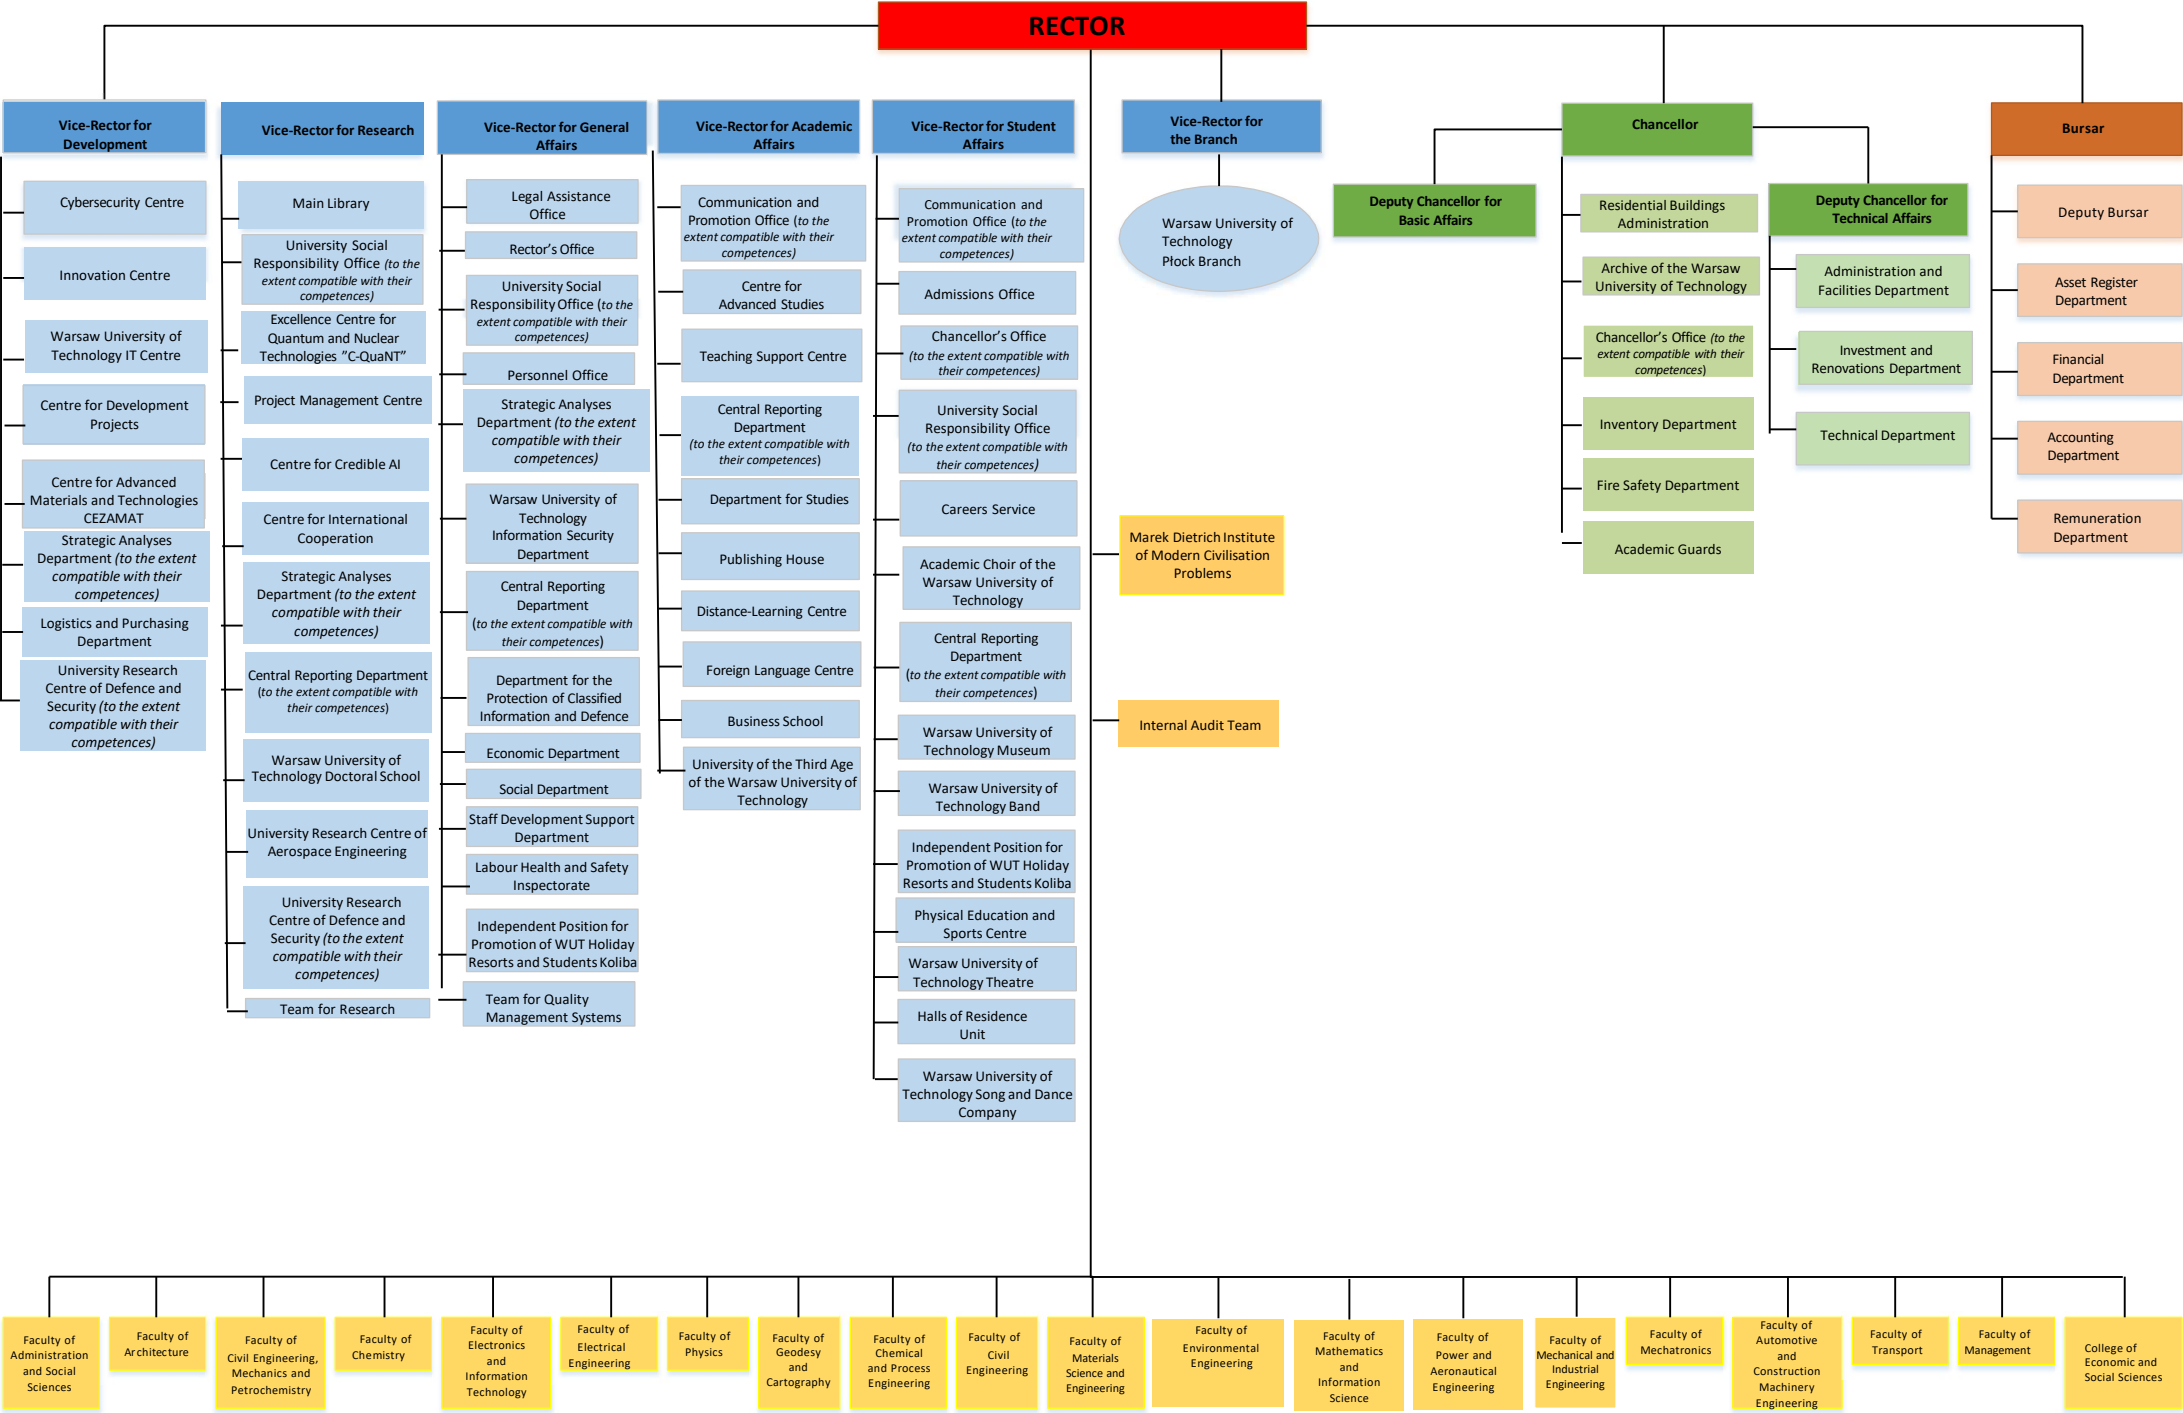 RECTOR
Vice-Rector for
Development
Cybersecurity Centre
Innovation Centre
Warsaw University of
Technology IT Centre
Centre for Development
Projects
Centre for Advanced
Materials and Technologies
CEZAMAT
Strategic Analyses
Department (to the extent
compatible with their
competences)
Logistics and Purchasing
Department
University Research
Centre of Defence and
Security (to the extent
compatible with their
competences)
Vice-Rector for Research
Main Library
University Social
Responsibility Office (to the
extent compatible with their
competences)
Excellence Centre for
Quantum and Nuclear
Technologies ”C-QuaNT”
Project Management Centre
Centre for Credible AI
Centre for International
Cooperation
Strategic Analyses
Department (to the extent
compatible with their
competences)
Central Reporting Department
(to the extent compatible with
their competences)
Warsaw University of
Technology Doctoral School
University Research Centre of
Aerospace Engineering
University Research
Centre of Defence and
Security (to the extent
compatible with their
competences)
Team for Research
Vice-Rector for General
Affairs
Legal Assistance
Office
Rector’s Office
University Social
Responsibility Office (to the
extent compatible with their
competences)
Personnel Office
Strategic Analyses
Department (to the extent
compatible with their
competences)
Warsaw University of
Technology
Information Security
Department
Central Reporting
Department
(to the extent compatible with
their competences)
Department for the
Protection of Classified
Information and Defence
Economic Department
Social Department
Staff Development Support
Department
Labour Health and Safety
Inspectorate
Independent Position for
Promotion of WUT Holiday
Resorts and Students Koliba
Team for Quality
Management Systems
Vice-Rector for Academic
Affairs
Communication and
Promotion Office (to the
extent compatible with their
competences)
Centre for
Advanced Studies
Teaching Support Centre
Central Reporting
Department
(to the extent compatible with
their competences)
Department for Studies
Publishing House
Distance-Learning Centre
Foreign Language Centre
Business School
University of the Third Age
of the Warsaw University of
Technology
Vice-Rector for Student
Affairs
Communication and
Promotion Office (to the
extent compatible with their
competences)
Admissions Office
Chancellor’s Office
(to the extent compatible with
their competences)
University Social
Responsibility Office
(to the extent compatible with
their competences)
Careers Service
Academic Choir of the
Warsaw University of
Technology
Central Reporting
Department
(to the extent compatible with
their competences)
Warsaw University of
Technology Museum
Warsaw University of
Technology Band
Independent Position for
Promotion of WUT Holiday
Resorts and Students Koliba
Physical Education and
Sports Centre
Warsaw University of
Technology Theatre
Halls of Residence
Unit
Warsaw University of
Technology Song and Dance
Company
Vice-Rector for
the Branch
Warsaw University of
Technology
Płock Branch
Marek Dietrich Institute
of Modern Civilisation
Problems
Internal Audit Team
Chancellor
Deputy Chancellor for
Basic Affairs
Residential Buildings
Administration
Archive of the Warsaw
University of Technology
Chancellor’s Office (to the
extent compatible with their
competences)
Inventory Department
Fire Safety Department
Academic Guards
Deputy Chancellor for
Technical Affairs
Administration and
Facilities Department
Investment and
Renovations Department
Technical Department
Bursar
Deputy Bursar
Asset Register
Department
Financial
Department
Accounting
Department
Remuneration
Department
Faculty of
Administration
and Social
Sciences
Faculty of
Architecture
Faculty of
Civil Engineering,
Mechanics and
Petrochemistry
Faculty of
Chemistry
Faculty of
Electronics
and
Information
Technology
Faculty of
Electrical
Engineering
Faculty of
Physics
Faculty of
Geodesy
and
Cartography
Faculty of
Chemical
and Process
Engineering
Faculty of
Civil
Engineering
Faculty of
Materials
Science and
Engineering
Faculty of
Environmental
Engineering
Faculty of
Mathematics
and
Information
Science
Faculty of
Power and
Aeronautical
Engineering
Faculty of
Mechanical and
Industrial
Engineering
Faculty of
Mechatronics
Faculty of
Automotive
and
Construction
Machinery
Engineering
Faculty of
Transport
Faculty of
Management
College of
Economic and
Social Sciences